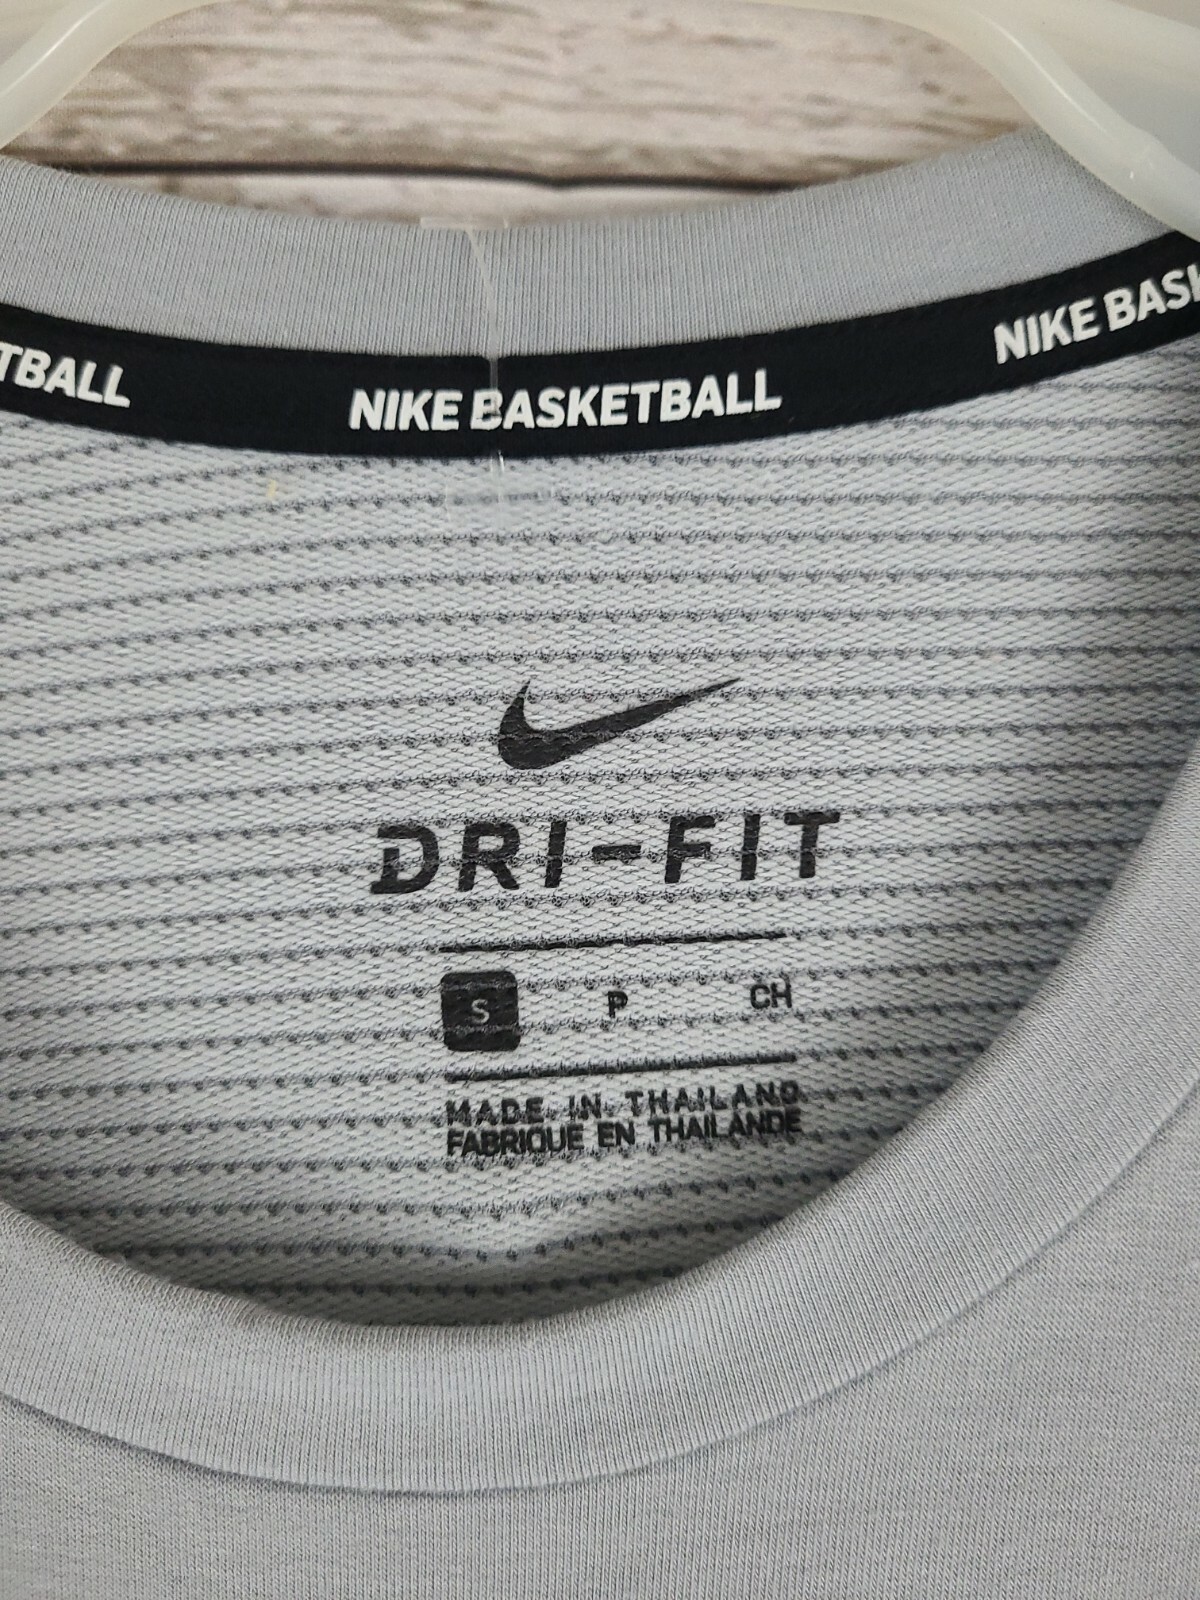 TBALL NIKE BASKETBALL NIKE BASK
DRI-FIT
S P CH
MADE IN THAILAND
FABRIQUE EN THAILANDE